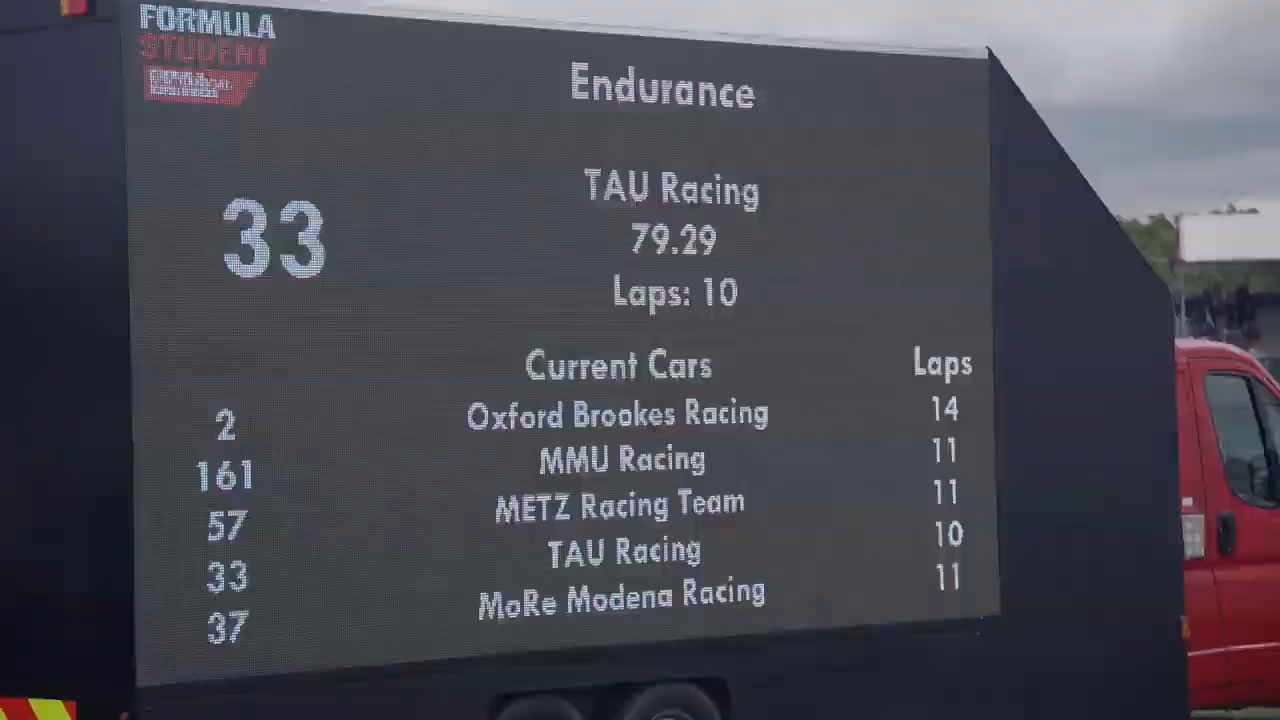 FORMULA
STUDENT
Endurance
33
TAU Racing
79.29
Laps: 10
Current Cars Laps
2 Oxford Brookes Racing 14
161 MMU Racing 11
57 METZ Racing Team 11
33 TAU Racing 10
37 MoRe Modena Racing 11